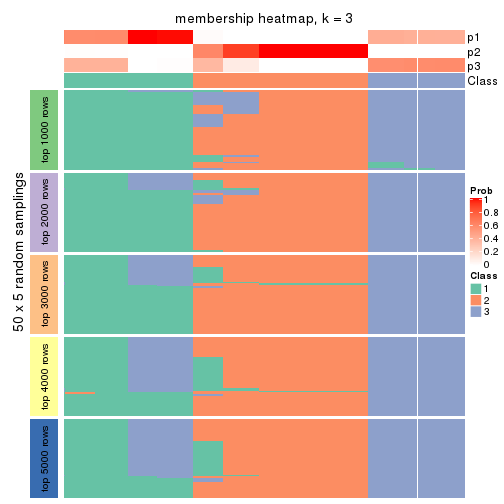 membership heatmap, k = 3
p1
p2
p3
Class
50 x 5 random samplings
top 1000 rows
top 2000 rows
top 3000 rows
top 4000 rows
top 5000 rows
Prob
1
0.8
0.6
0.4
0.2
0
Class
1
2
3